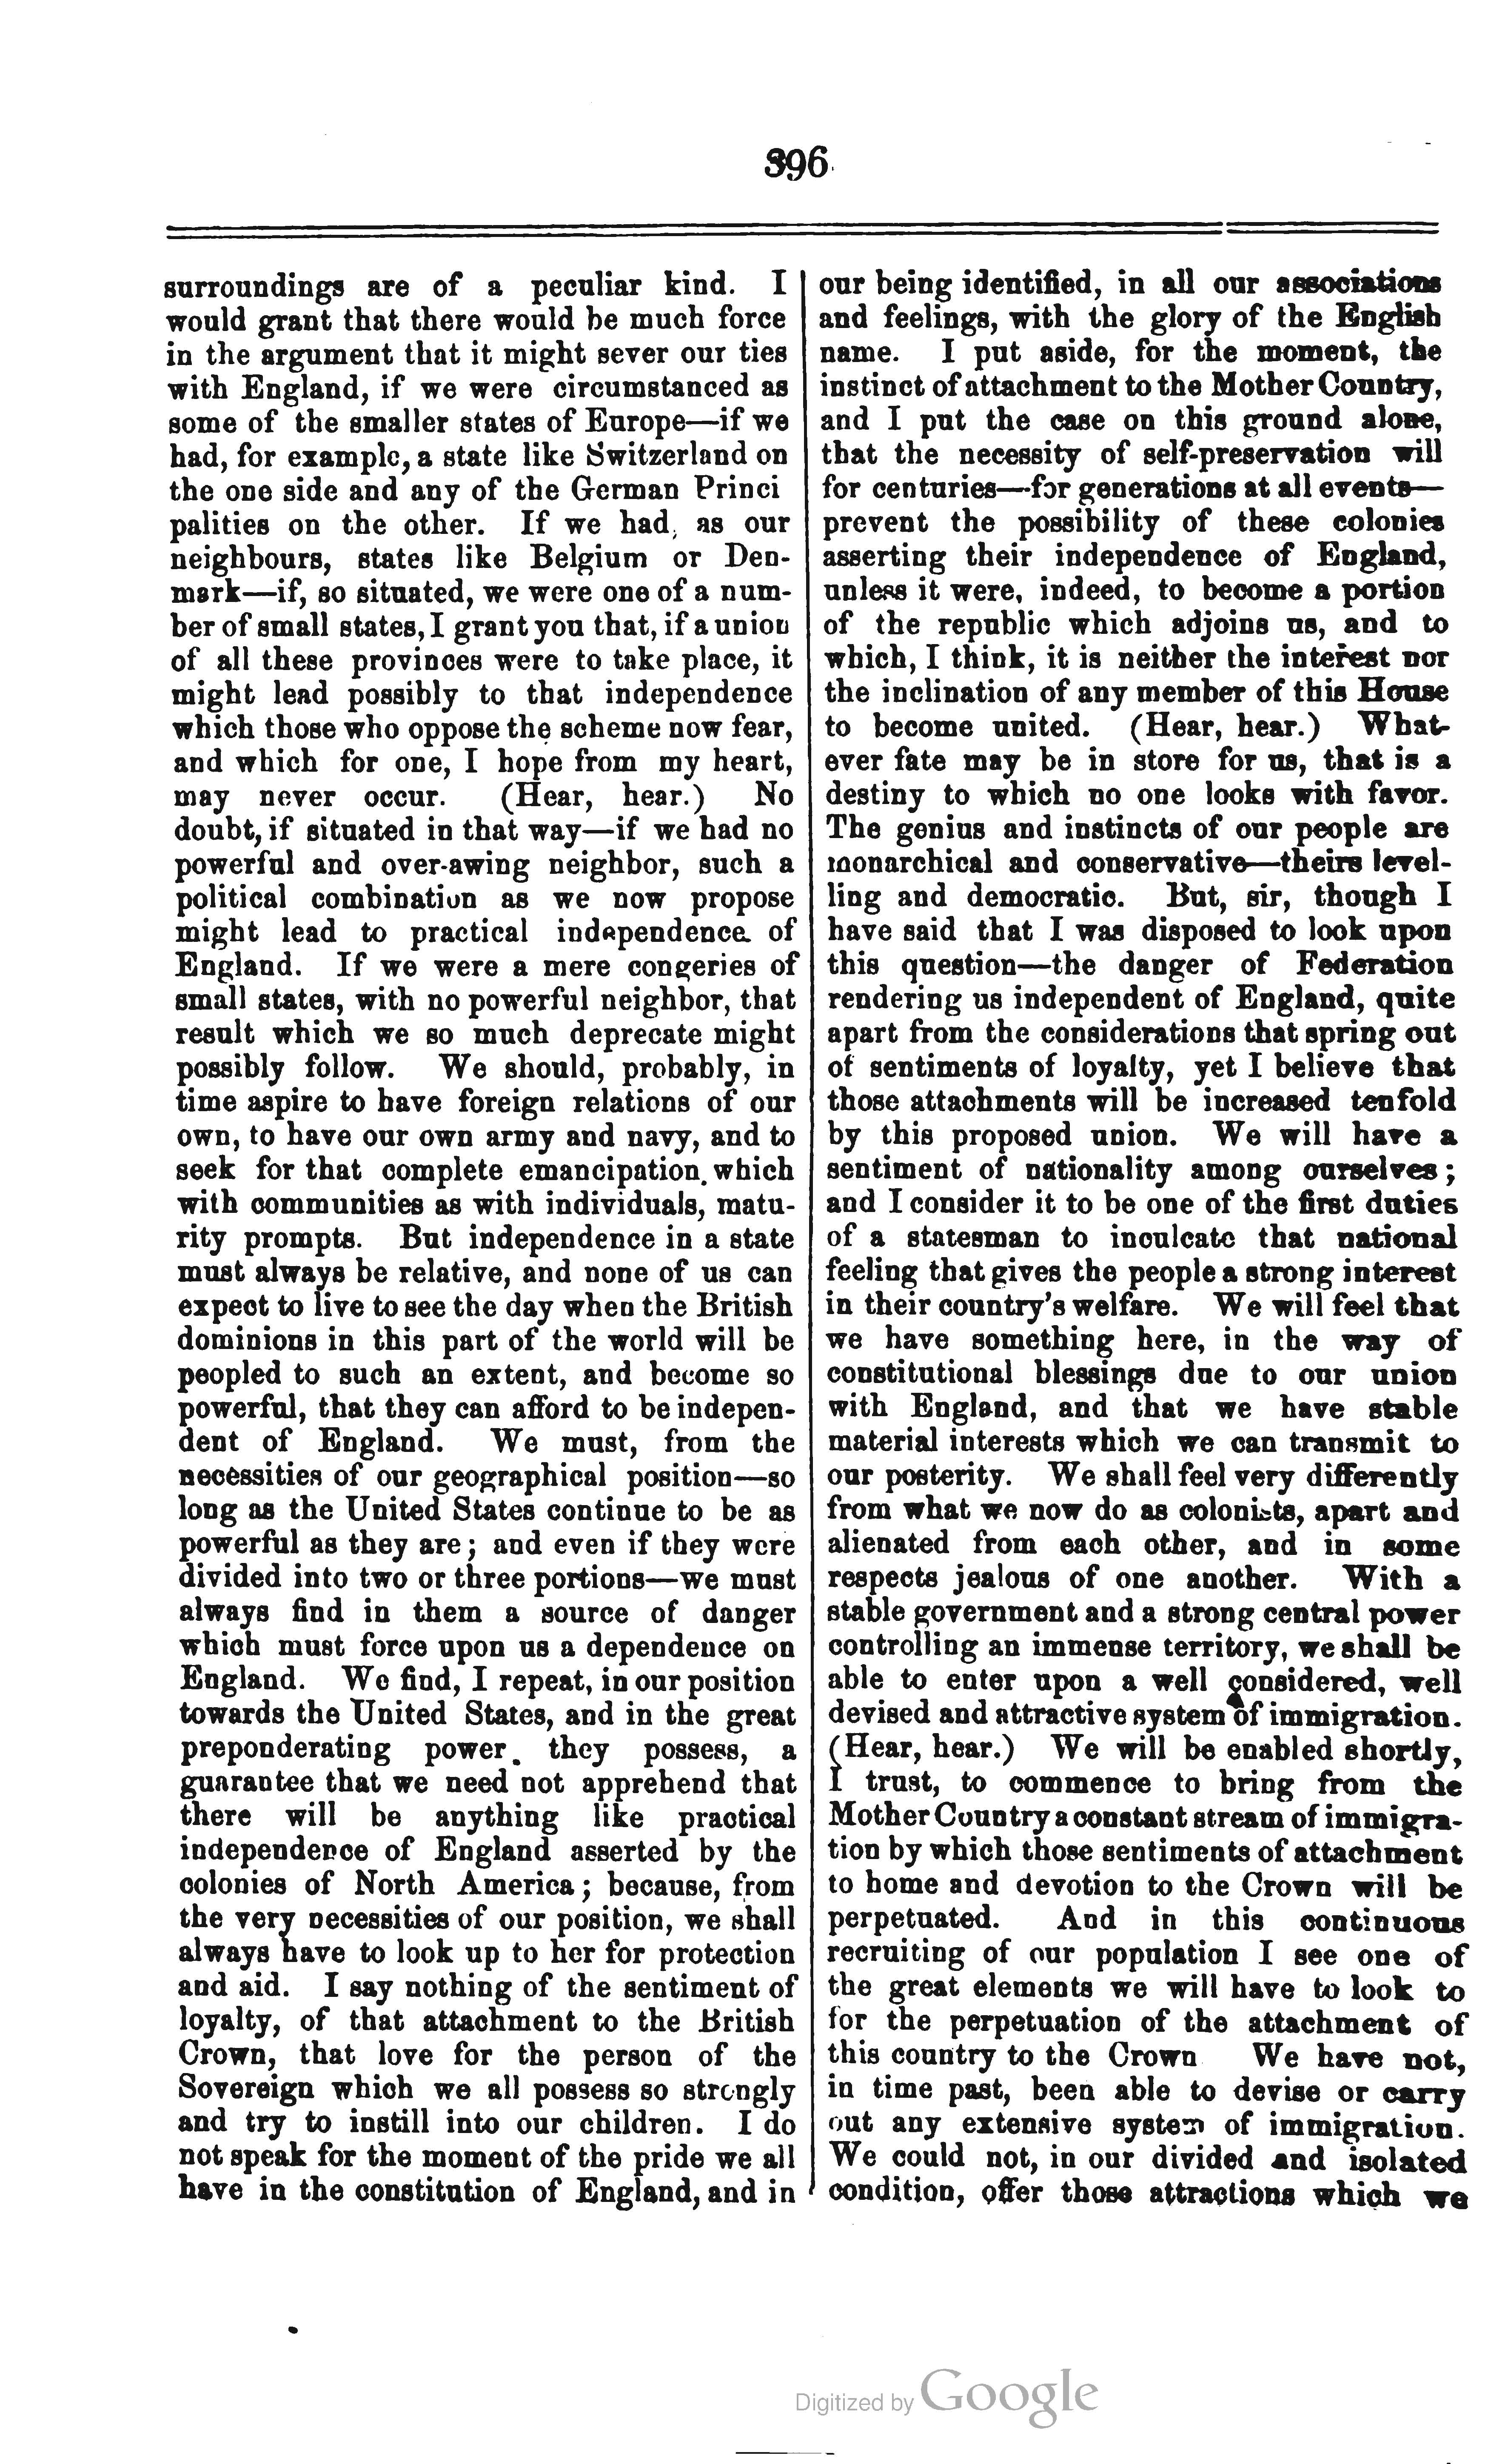 396
surroundings are of a peculiar kind. I
would grant that there would be much force
in the argument that it might sever our ties
with England, if we were circumstanced as
some of the smaller states of Europe—if we
had, for example, a state like Switzerland on
the one side and any of the German Princi
palities on the other. If we had, as our
neighbours, states like Belgium or Den-
mark—if, so situated, we were one of a num-
ber of small states, I grant you that, if a union
of all these provinces were to take place, it
might lead possibly to that independence
which those who oppose the scheme now fear,
and which for one, I hope from my heart,
may never occur. (Hear, hear.) No
doubt, if situated in that way—if we had no
powerful and over-awing neighbor, such a
political combination as we now propose
might lead to practical independence of
England. If we were a mere congeries of
small states, with no powerful neighbor, that
result which we so much deprecate might
possibly follow. We should, probably, in
time aspire to have foreign relations of our
own, to have our own army and navy, and to
seek for that complete emancipation which
with communities as with individuals, matu-
rity prompts. But independence in a state
must always be relative, and none of us can
expect to live to see the day when the British
dominions in this part of the world will be
peopled to such an extent, and become so
powerful, that they can afford to be indepen-
dent of England. We must, from the
necessities of our geographical position—so
long as the United States continue to be as
powerful as they are; and even if they were
divided into two or three portions—we must
always find in them a source of danger
which must force upon us a dependence on
England. We find, I repeat, in our position
towards the United States, and in the great
preponderating power they possess, a
guarantee that we need not apprehend that
there will be anything like practical
independence of England asserted by the
colonies of North America; because, from
the very necessities of our position, we shall
always have to look up to her for protection
and aid. I say nothing of the sentiment of
loyalty, of that attachment to the British
Crown, that love for the person of the
Sovereign which we all possess so strongly
and try to instill into our children. I do
not speak for the moment of the pride we all
have in the constitution of England, and in
our being identified, in all our associations
and feelings, with the glory of the English
name. I put aside, for the moment, the
instinct of attachment to the Mother Country,
and I put the case on this ground alone,
that the necessity of self-preservation will
for centuries—for generations at all events—
prevent the possibility of these colonies
asserting their independence of England,
unless it were, indeed, to become a portion
of the republic which adjoins us, and to
which, I think, it is neither the interest nor
the inclination of any member of this House
to become united. (Hear, hear.) What-
ever fate may be in store for us, that is a
destiny to which no one looks with favor.
The genius and instincts of our people are
monarchical and conservative—theirs level-
ling and democratic. But, sir, though I
have said that I was disposed to look upon
this question—the danger of Federation
rendering us independent of England, quite
apart from the considerations that spring out
of sentiments of loyalty, yet I believe that
those attachments will be increased tenfold
by this proposed union. We will have a
sentiment of nationality among ourselves;
and I consider it to be one of the first duties
of a statesman to inculcate that national
feeling that gives the people a strong interest
in their country's welfare. We will feel that
we have something here, in the way of
constitutional blessings due to our union
with England, and that we have stable
material interests which we can transmit to
our posterity. We shall feel very differently
from what we now do as colonists, apart and
alienated from each other, and in some
respects jealous of one another. With a
stable government and a strong central power
controlling an immense territory, we shall be
able to enter upon a well considered, well
devised and attractive system of immigration.
(Hear, hear.) We will be enabled shortly,
I trust, to commence to bring from the
Mother Country a constant stream of immigra-
tion by which those sentiments of attachment
to home and devotion to the Crown will be
perpetuated. And in this continuous
recruiting of our population I see one of
the great elements we will have to look to
for the perpetuation of the attachment of
this country to the Crown We have not,
in time past, been able to devise or carry
out any extensive system of immigration.
We could not, in our divided and isolated
condition, offer those attractions which we
Digitized by Google